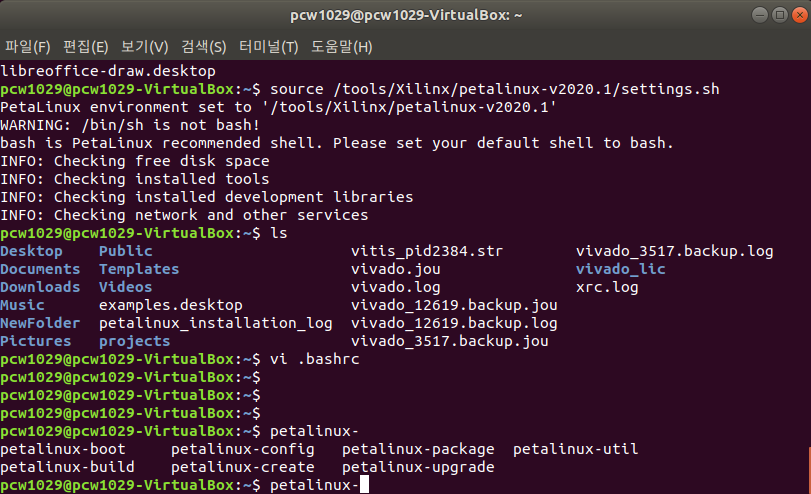 pcw1029@pcw1029-VirtualBox: ~
파일(F) 편집(E) 보기(V) 검색(S) 터미널(T) 도움말(H)
libreoffice-draw.desktop
pcw1029@pcw1029-VirtualBox:~$ source /tools/Xilinx/petalinux-v2020.1/settings.sh
PetaLinux environment set to '/tools/Xilinx/petalinux-v2020.1'
WARNING: /bin/sh is not bash!
bash is PetaLinux recommended shell. Please set your default shell to bash.
INFO: Checking free disk space
INFO: Checking installed tools
INFO: Checking installed development libraries
INFO: Checking network and other services
pcw1029@pcw1029-VirtualBox:~$ ls
Desktop    Public                      vitis_pid2384.str         vivado_3517.backup.log
Documents  Templates                   vivado.jou                vivado_lic
Downloads  Videos                      vivado.log                xrc.log
Music      examples.desktop            vivado_12619.backup.jou
NewFolder  petalinux_installation_log  vivado_12619.backup.log
Pictures   projects                    vivado_3517.backup.jou
pcw1029@pcw1029-VirtualBox:~$ vi .bashrc
pcw1029@pcw1029-VirtualBox:~$
pcw1029@pcw1029-VirtualBox:~$
pcw1029@pcw1029-VirtualBox:~$
pcw1029@pcw1029-VirtualBox:~$ petalinux-
petalinux-boot     petalinux-config   petalinux-package  petalinux-util
petalinux-build    petalinux-create   petalinux-upgrade
pcw1029@pcw1029-VirtualBox:~$ petalinux-